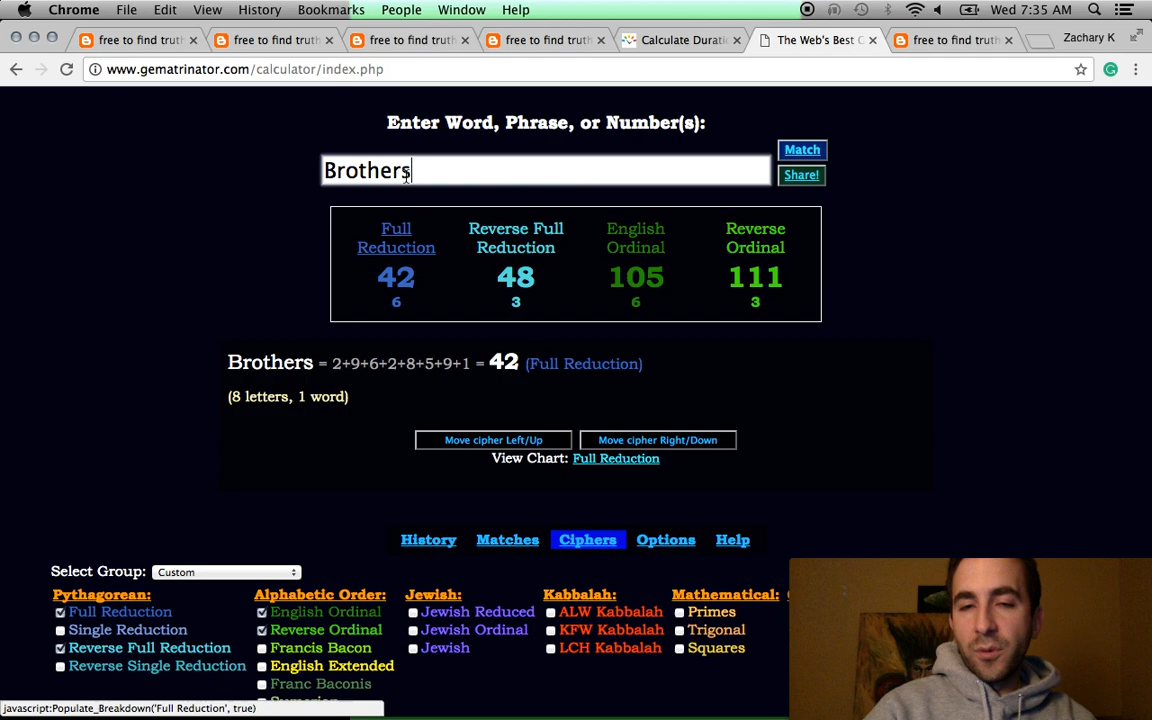 Chrome File Edit View History Bookmarks People Window Help Wed 7:35 AM
free to find truth × free to find truth × free to find truth × free to find truth × Calculate Durati × The Web's Best G × free to find truth × Zachary K
www.gematrinator.com/calculator/index.php
Enter Word, Phrase, or Number(s):
Brothers
Match
Share!
Full Reduction Reverse Full Reduction English Ordinal Reverse Ordinal
42 48 105 111
6 3 6 3
Brothers = 2+9+6+2+8+5+9+1 = 42 (Full Reduction)
(8 letters, 1 word)
Move cipher Left/Up Move cipher Right/Down
View Chart: Full Reduction
History Matches Ciphers Options Help
Select Group: Custom
Pythagorean: Alphabetic Order: Jewish: Kabbalah: Mathematical:
Full Reduction English Ordinal Jewish Reduced ALW Kabbalah Primes
Single Reduction Reverse Ordinal Jewish Ordinal KFW Kabbalah Trigonal
Reverse Full Reduction Francis Bacon Jewish LCH Kabbalah Squares
Reverse Single Reduction English Extended
Franc Baconis
javascript:Populate_Breakdown('Full Reduction', true)